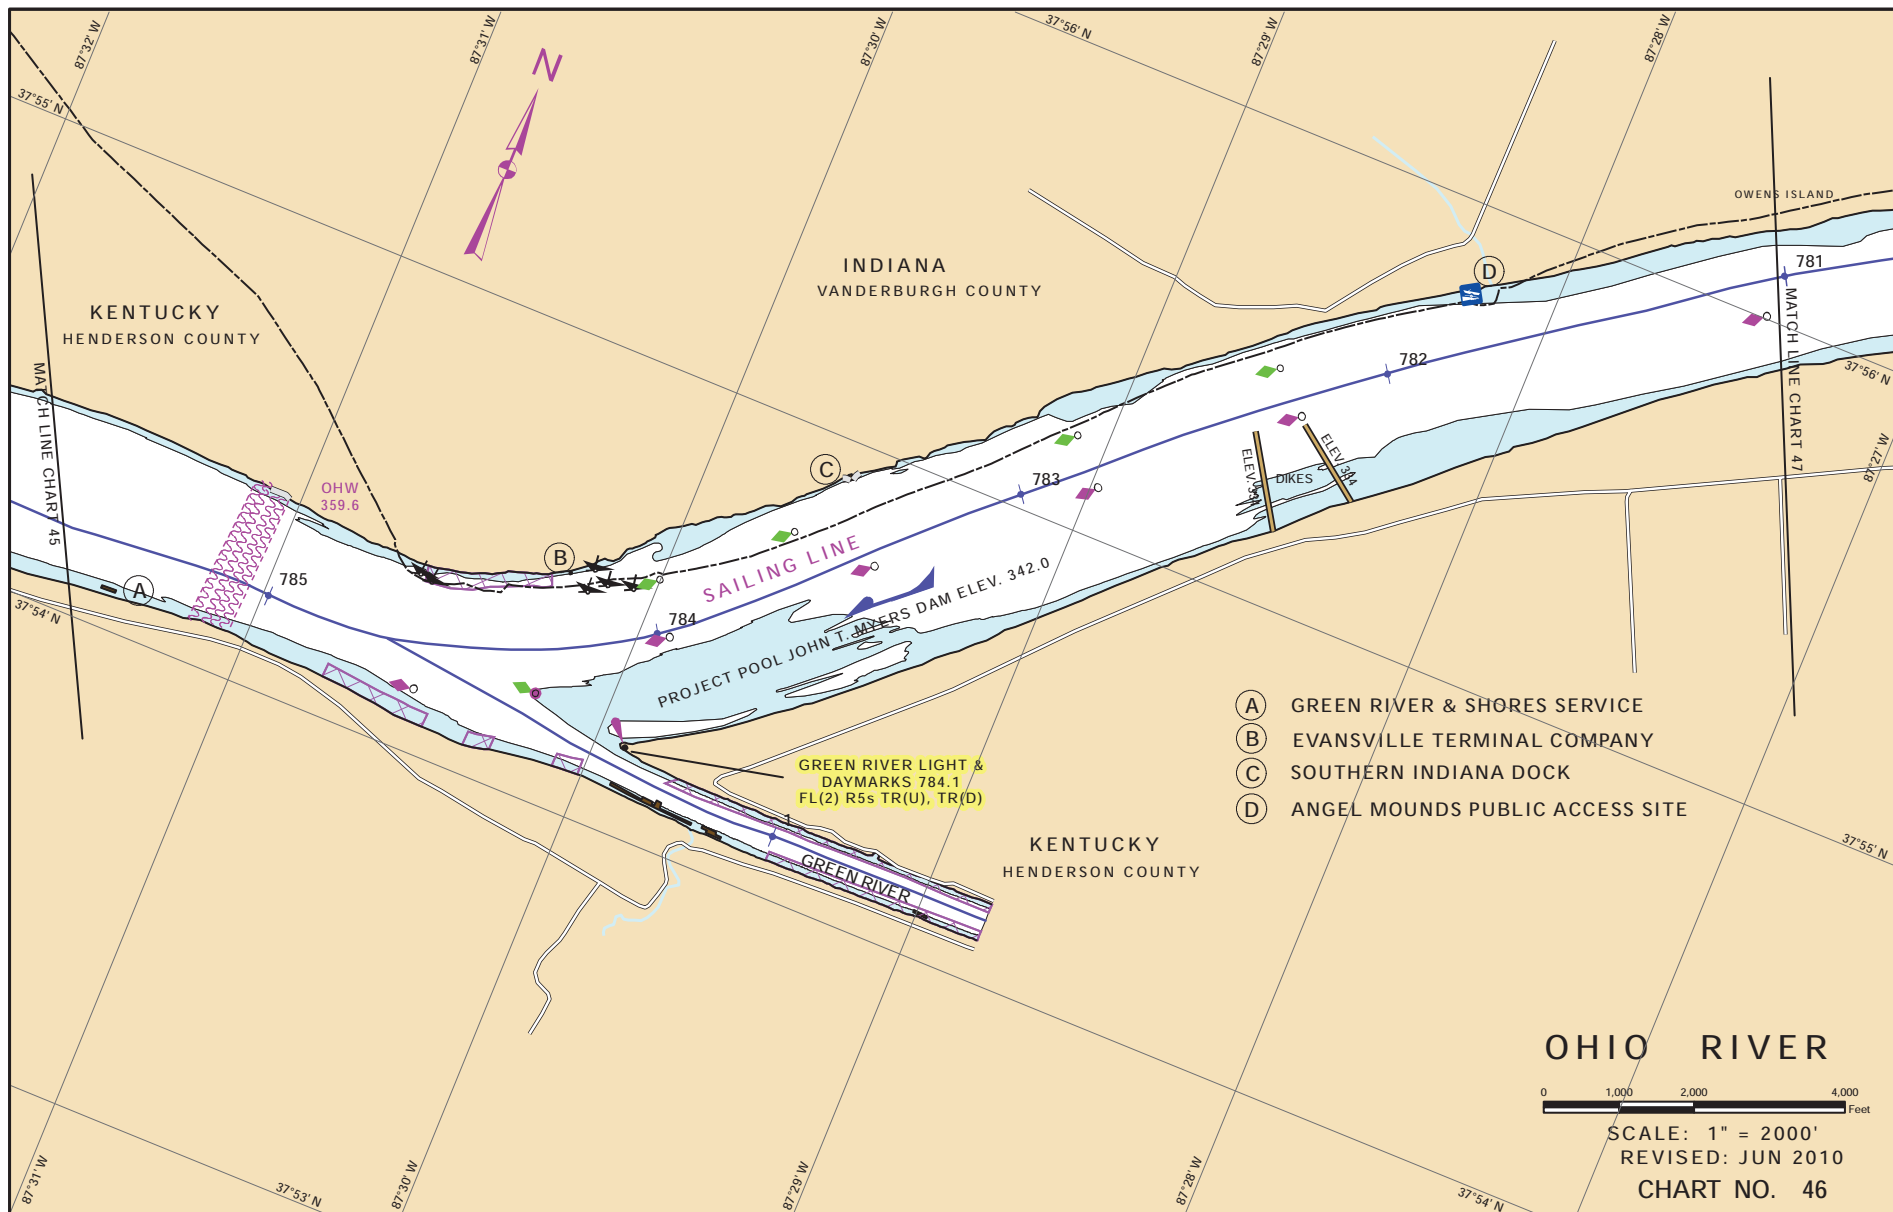 87°32' W
87°31' W
87°30' W
37°56' N
87°29' W
87°28' W
37°55' N
N
OWENS ISLAND
INDIANA
VANDERBURGH COUNTY
D
781
KENTUCKY
HENDERSON COUNTY
MATCH LINE CHART 45
MATCH LINE CHART 47
782
37°56' N
87°27' W
C
783
ELEV. 334
ELEV. 334
DIKES
OHW
359.6
B
SAILING LINE
785
A
784
37°54' N
PROJECT POOL JOHN T. MYERS DAM ELEV. 342.0
A GREEN RIVER & SHORES SERVICE
B EVANSVILLE TERMINAL COMPANY
C SOUTHERN INDIANA DOCK
D ANGEL MOUNDS PUBLIC ACCESS SITE
GREEN RIVER LIGHT &
DAYMARKS 784.1
FL(2) R5s TR(U), TR(D)
1
GREEN RIVER
KENTUCKY
HENDERSON COUNTY
37°55' N
OHIO RIVER
0 1,000 2,000 4,000
Feet
SCALE: 1" = 2000'
REVISED: JUN 2010
CHART NO. 46
87°31' W
37°53' N
87°30' W
87°29' W
87°28' W
37°54' N